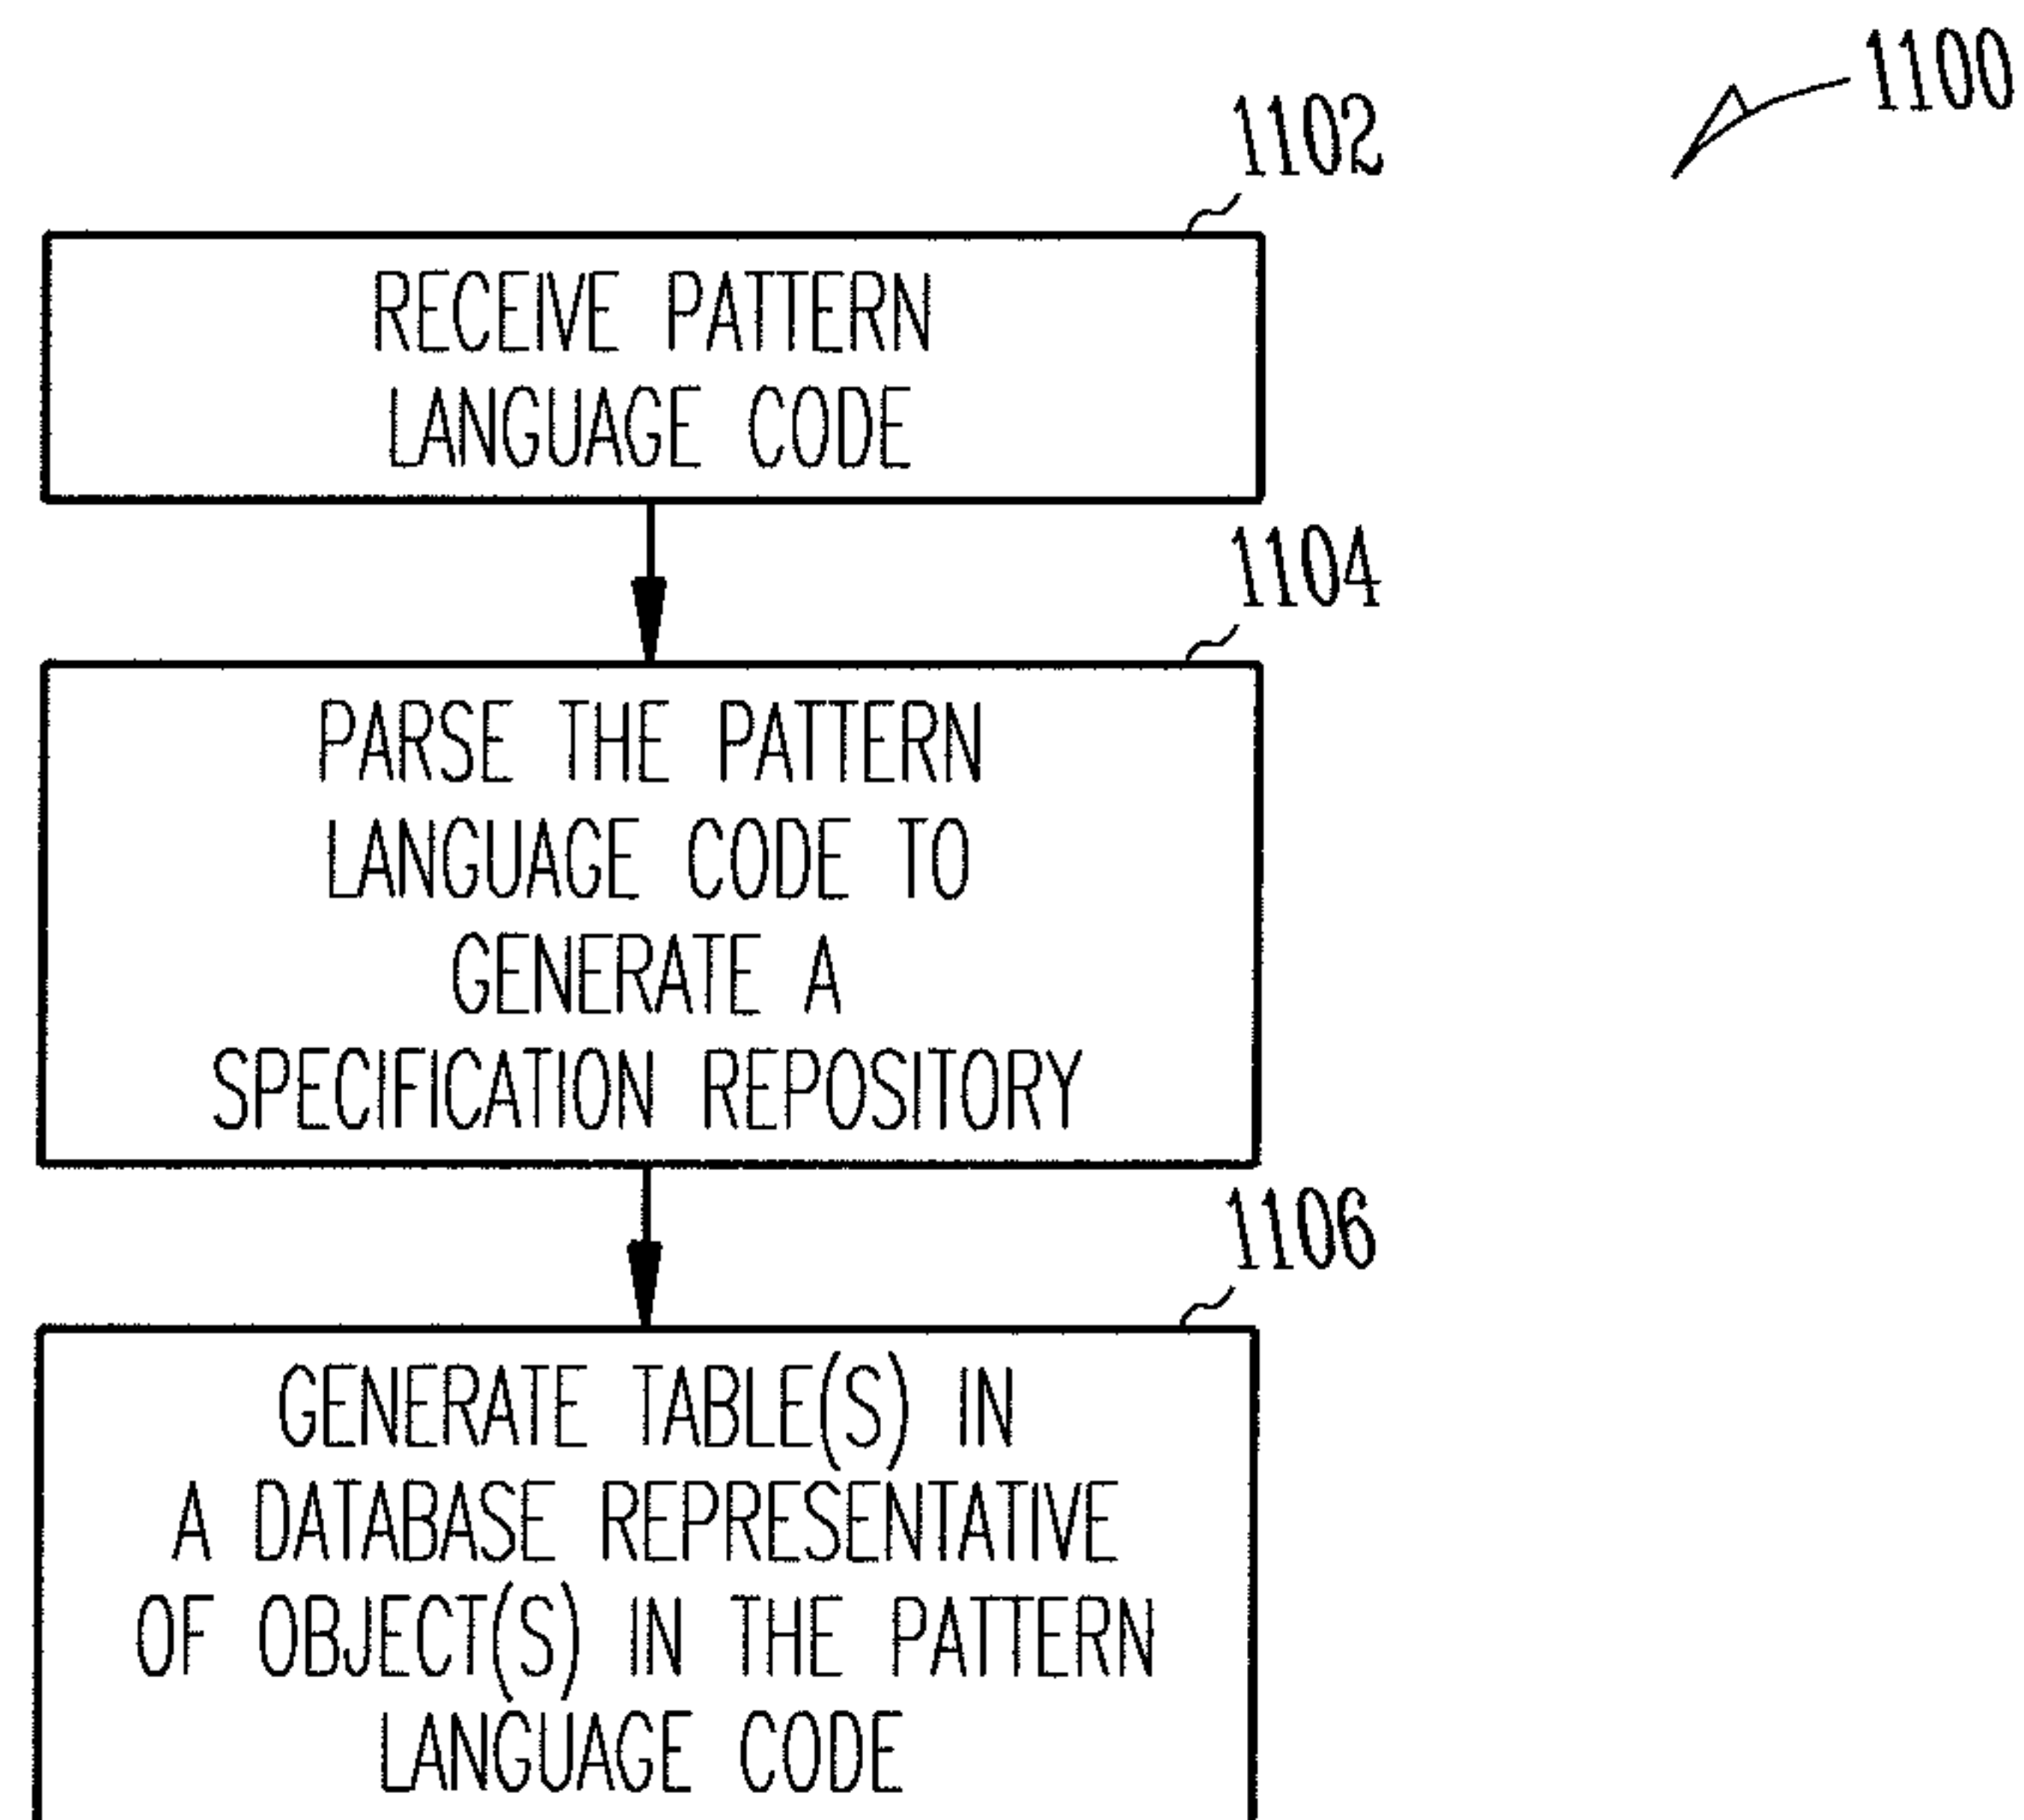 1100
1102
RECEIVE PATTERN
LANGUAGE CODE
1104
PARSE THE PATTERN
LANGUAGE CODE TO
GENERATE A
SPECIFICATION REPOSITORY
1106
GENERATE TABLE(S) IN
A DATABASE REPRESENTATIVE
OF OBJECT(S) IN THE PATTERN
LANGUAGE CODE